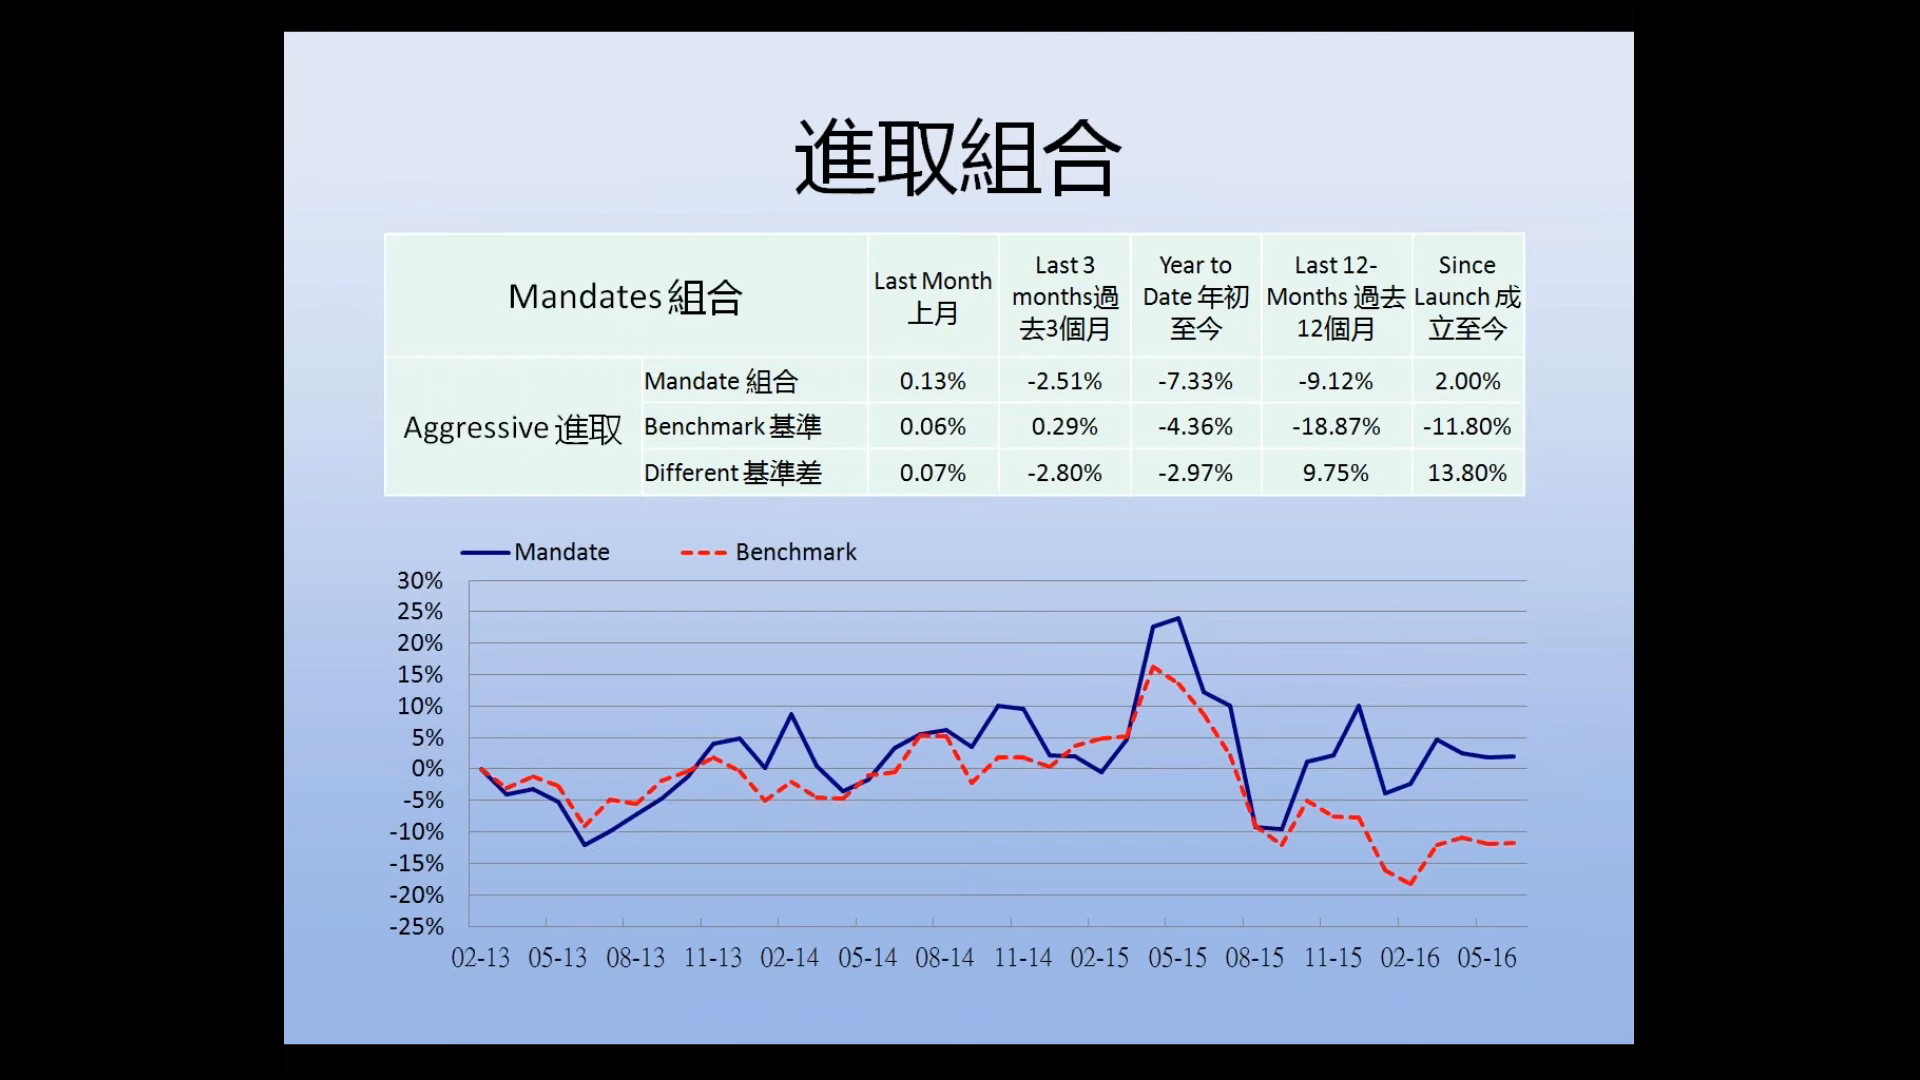 進取組合
Mandates 組合
Last Month
上月
Last 3
months過
去3個月
Year to
Date 年初
至今
Last 12-
Months 過去
12個月
Since
Launch 成
立至今
Aggressive 進取
Mandate 組合 0.13% -2.51% -7.33% -9.12% 2.00%
Benchmark 基準 0.06% 0.29% -4.36% -18.87% -11.80%
Different 基準差 0.07% -2.80% -2.97% 9.75% 13.80%
Mandate Benchmark
30%
25%
20%
15%
10%
5%
0%
-5%
-10%
-15%
-20%
-25%
02-13 05-13 08-13 11-13 02-14 05-14 08-14 11-14 02-15 05-15 08-15 11-15 02-16 05-16